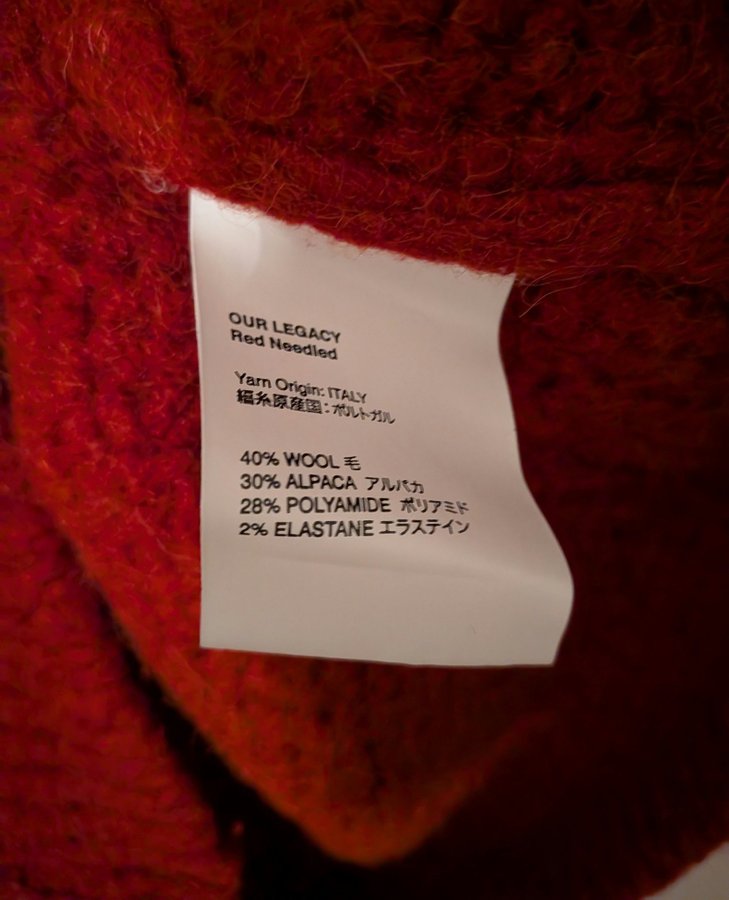 OUR LEGACY
Red Needled
Yarn Origin: ITALY
編糸原産国：ポルトガル
40% WOOL 毛
30% ALPACA アルパカ
28% POLYAMIDE ポリアミド
2% ELASTANE エラステイン